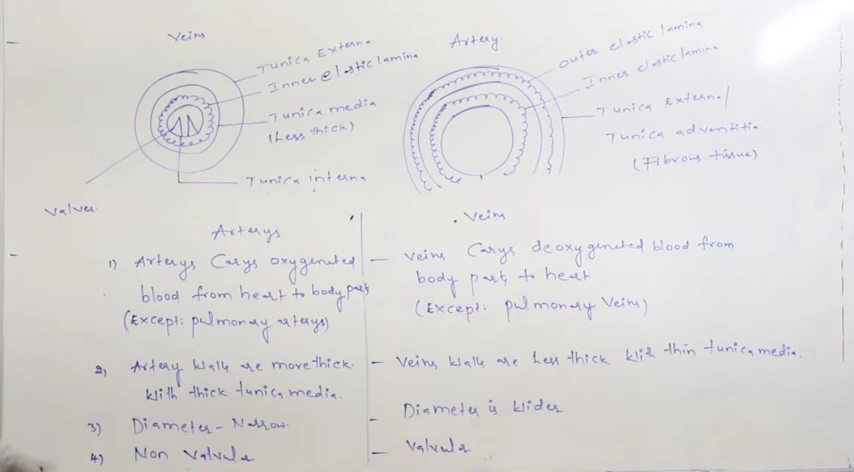 Veins
Tunica Externa.
Inner elastic lamina
Tunica media
(Less thick)
Tunica interna
Valves
Artery
Outer elastic lamina
Inner elastic lamina
Tunica Externa/
Tunica adventitia
(Fibrous tissue)
Arterys
1) Arterys Carys oxygeneted
blood from heart to body parts
(Except: pulmonary arterys)
2, Artery walls are more thick.
with thick tunica media.
3) Diameter - Narrow.
4) Non Valvular
. Veins
— Veins Carys deoxygeneted blood from
body parts to heart
(Except: pulmonary Veins)
— Veins walls are Less thick with thin tunica media.
- Diameter is wider
— Valvular